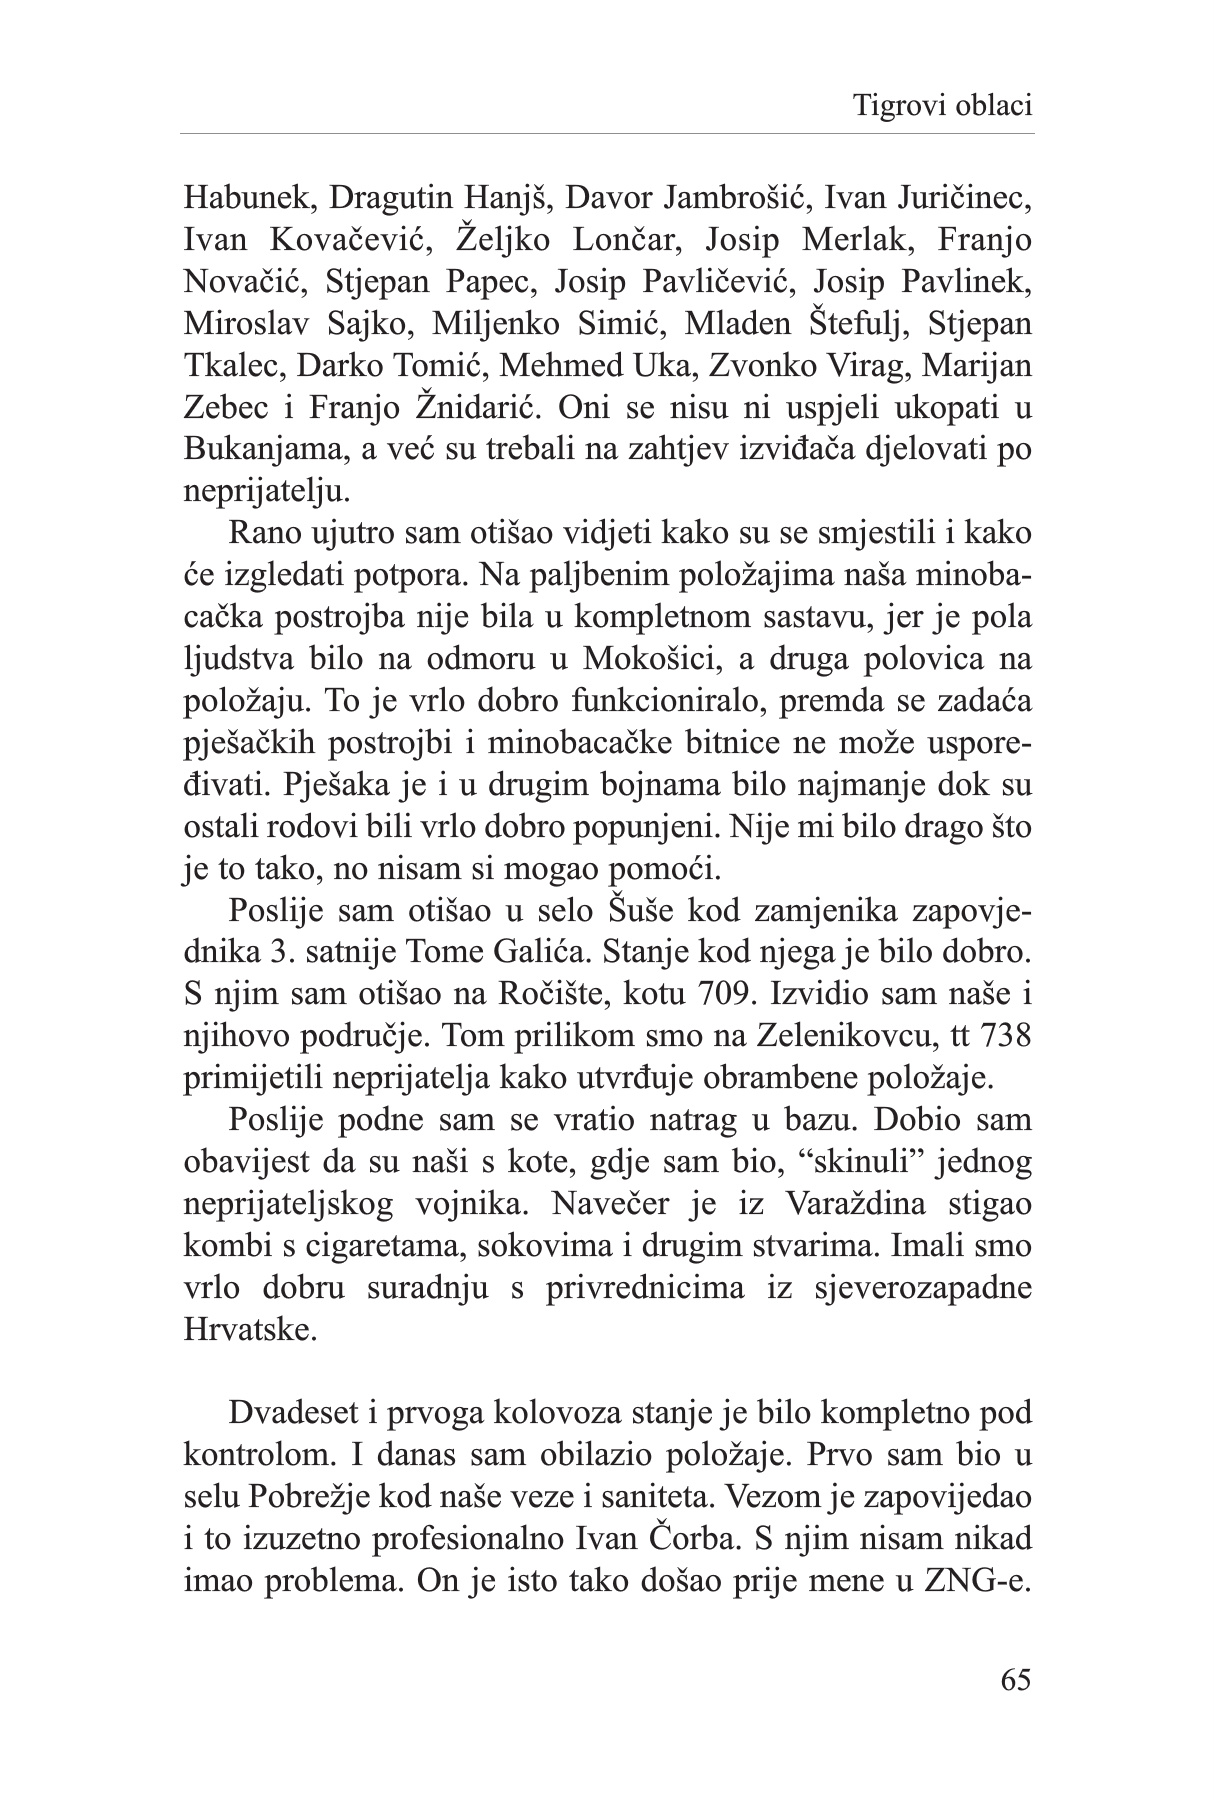 Tigrovi oblaci
Habunek, Dragutin Hanjš, Davor Jambrošić, Ivan Juričinec,
Ivan Kovačević, Željko Lončar, Josip Merlak, Franjo
Novačić, Stjepan Papec, Josip Pavličević, Josip Pavlinek,
Miroslav Sajko, Miljenko Simić, Mladen Štefulj, Stjepan
Tkalec, Darko Tomić, Mehmed Uka, Zvonko Virag, Marijan
Zebec i Franjo Žnidarić. Oni se nisu ni uspjeli ukopati u
Bukanjama, a već su trebali na zahtjev izviđača djelovati po
neprijatelju.
Rano ujutro sam otišao vidjeti kako su se smjestili i kako
će izgledati potpora. Na paljbenim položajima naša minoba-
cačka postrojba nije bila u kompletnom sastavu, jer je pola
ljudstva bilo na odmoru u Mokošici, a druga polovica na
položaju. To je vrlo dobro funkcioniralo, premda se zadaća
pješačkih postrojbi i minobacačke bitnice ne može uspore-
đivati. Pješaka je i u drugim bojnama bilo najmanje dok su
ostali rodovi bili vrlo dobro popunjeni. Nije mi bilo drago što
je to tako, no nisam si mogao pomoći.
Poslije sam otišao u selo Šuše kod zamjenika zapovje-
dnika 3. satnije Tome Galića. Stanje kod njega je bilo dobro.
S njim sam otišao na Ročište, kotu 709. Izvidio sam naše i
njihovo područje. Tom prilikom smo na Zelenikovcu, tt 738
primijetili neprijatelja kako utvrđuje obrambene položaje.
Poslije podne sam se vratio natrag u bazu. Dobio sam
obavijest da su naši s kote, gdje sam bio, “skinuli” jednog
neprijateljskog vojnika. Navečer je iz Varaždina stigao
kombi s cigaretama, sokovima i drugim stvarima. Imali smo
vrlo dobru suradnju s privrednicima iz sjeverozapadne
Hrvatske.
Dvadeset i prvoga kolovoza stanje je bilo kompletno pod
kontrolom. I danas sam obilazio položaje. Prvo sam bio u
selu Pobrežje kod naše veze i saniteta. Vezom je zapovijedao
i to izuzetno profesionalno Ivan Čorba. S njim nisam nikad
imao problema. On je isto tako došao prije mene u ZNG-e.
65